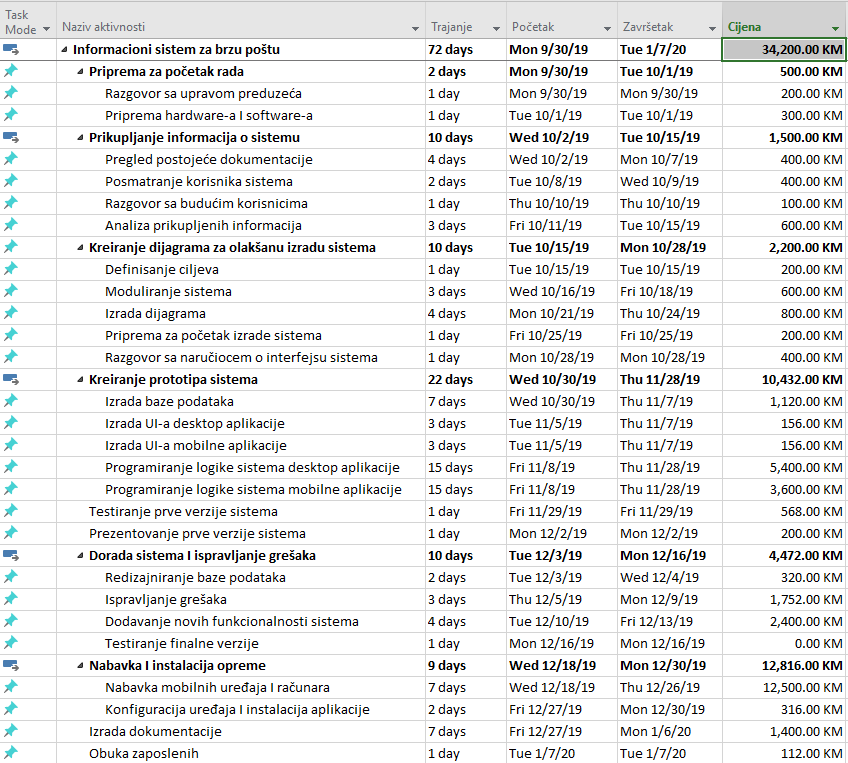 Task Mode Naziv aktivnosti Trajanje Početak Završetak Cijena
Informacioni sistem za brzu poštu 72 days Mon 9/30/19 Tue 1/7/20 34,200.00 KM
Priprema za početak rada 2 days Mon 9/30/19 Tue 10/1/19 500.00 KM
Razgovor sa upravom preduzeća 1 day Mon 9/30/19 Mon 9/30/19 200.00 KM
Priprema hardware-a I software-a 1 day Tue 10/1/19 Tue 10/1/19 300.00 KM
Prikupljanje informacija o sistemu 10 days Wed 10/2/19 Tue 10/15/19 1,500.00 KM
Pregled postojeće dokumentacije 4 days Wed 10/2/19 Mon 10/7/19 400.00 KM
Posmatranje korisnika sistema 2 days Tue 10/8/19 Wed 10/9/19 400.00 KM
Razgovor sa budućim korisnicima 1 day Thu 10/10/19 Thu 10/10/19 100.00 KM
Analiza prikupljenih informacija 3 days Fri 10/11/19 Tue 10/15/19 600.00 KM
Kreiranje dijagrama za olakšanu izradu sistema 10 days Tue 10/15/19 Mon 10/28/19 2,200.00 KM
Definisanje ciljeva 1 day Tue 10/15/19 Tue 10/15/19 200.00 KM
Moduliranje sistema 3 days Wed 10/16/19 Fri 10/18/19 600.00 KM
Izrada dijagrama 4 days Mon 10/21/19 Thu 10/24/19 800.00 KM
Priprema za početak izrade sistema 1 day Fri 10/25/19 Fri 10/25/19 200.00 KM
Razgovor sa naručiocem o interfejsu sistema 1 day Mon 10/28/19 Mon 10/28/19 400.00 KM
Kreiranje prototipa sistema 22 days Wed 10/30/19 Thu 11/28/19 10,432.00 KM
Izrada baze podataka 7 days Wed 10/30/19 Thu 11/7/19 1,120.00 KM
Izrada UI-a desktop aplikacije 3 days Tue 11/5/19 Thu 11/7/19 156.00 KM
Izrada UI-a mobilne aplikacije 3 days Tue 11/5/19 Thu 11/7/19 156.00 KM
Programiranje logike sistema desktop aplikacije 15 days Fri 11/8/19 Thu 11/28/19 5,400.00 KM
Programiranje logike sistema mobilne aplikacije 15 days Fri 11/8/19 Thu 11/28/19 3,600.00 KM
Testiranje prve verzije sistema 1 day Fri 11/29/19 Fri 11/29/19 568.00 KM
Prezentovanje prve verzije sistema 1 day Mon 12/2/19 Mon 12/2/19 200.00 KM
Dorada sistema I ispravljanje grešaka 10 days Tue 12/3/19 Mon 12/16/19 4,472.00 KM
Redizajniranje baze podataka 2 days Tue 12/3/19 Wed 12/4/19 320.00 KM
Ispravljanje grešaka 3 days Thu 12/5/19 Mon 12/9/19 1,752.00 KM
Dodavanje novih funkcionalnosti sistema 4 days Tue 12/10/19 Fri 12/13/19 2,400.00 KM
Testiranje finalne verzije 1 day Mon 12/16/19 Mon 12/16/19 0.00 KM
Nabavka I instalacija opreme 9 days Wed 12/18/19 Mon 12/30/19 12,816.00 KM
Nabavka mobilnih uređaja I računara 7 days Wed 12/18/19 Thu 12/26/19 12,500.00 KM
Konfiguracija uređaja I instalacija aplikacije 2 days Fri 12/27/19 Mon 12/30/19 316.00 KM
Izrada dokumentacije 7 days Fri 12/27/19 Mon 1/6/20 1,400.00 KM
Obuka zaposlenih 1 day Tue 1/7/20 Tue 1/7/20 112.00 KM